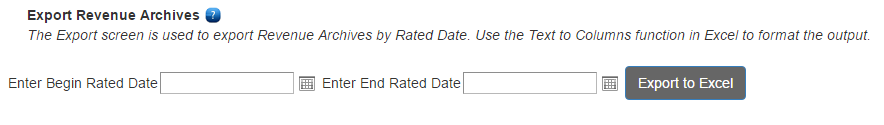 Export Revenue Archives ?
The Export screen is used to export Revenue Archives by Rated Date. Use the Text to Columns function in Excel to format the output.
Enter Begin Rated Date Enter End Rated Date Export to Excel